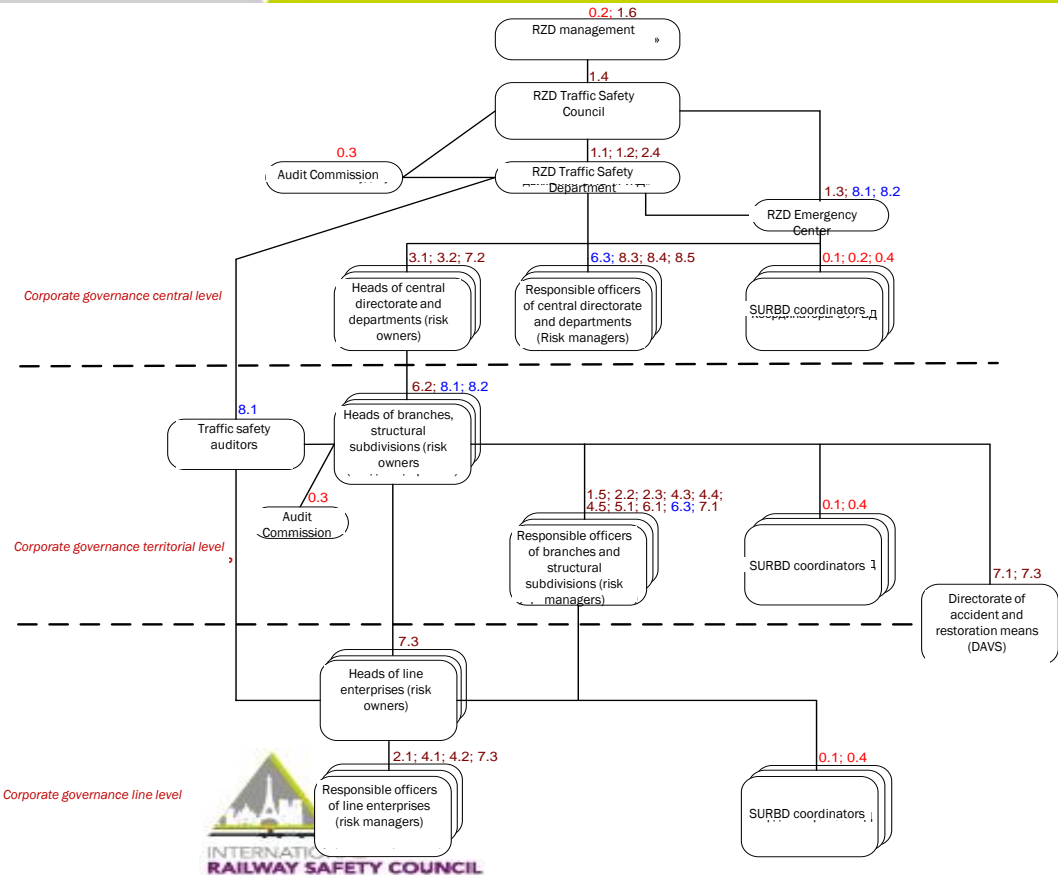 0.2; 1.6
RZD management
»
1.4
RZD Traffic Safety
Council
0.3
Audit Commission
1.1; 1.2; 2.4
RZD Traffic Safety
Department
1.3; 8.1; 8.2
RZD Emergency
Center
3.1; 3.2; 7.2
Heads of central
directorate and
departments (risk
owners)
6.3; 8.3; 8.4; 8.5
Responsible officers
of central directorate
and departments
(Risk managers)
0.1; 0.2; 0.4
SURBD coordinators
Corporate governance central level
8.1
Traffic safety
auditors
6.2; 8.1; 8.2
Heads of branches,
structural
subdivisions (risk
owners
0.3
Audit
Commission
1.5; 2.2; 2.3; 4.3; 4.4;
4.5; 5.1; 6.1; 6.3; 7.1
Responsible officers
of branches and
structural
subdivisions (risk
managers)
0.1; 0.4
SURBD coordinators
7.1; 7.3
Directorate of
accident and
restoration means
(DAVS)
Corporate governance territorial level
7.3
Heads of line
enterprises (risk
owners)
2.1; 4.1; 4.2; 7.3
Responsible officers
of line enterprises
(risk managers)
0.1; 0.4
SURBD coordinators
Corporate governance line level
INTERNATIO
RAILWAY SAFETY COUNCIL